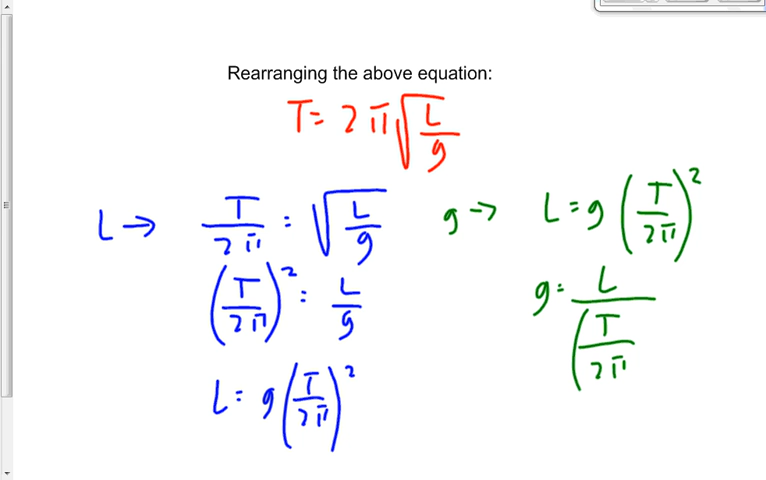 Rearranging the above equation:
T = 2π√(L/g)
L → T/2π = √(L/g)
(T/2π)² = L/g
L = g(T/2π)²
g → L = g(T/2π)²
g = L/(T/2π